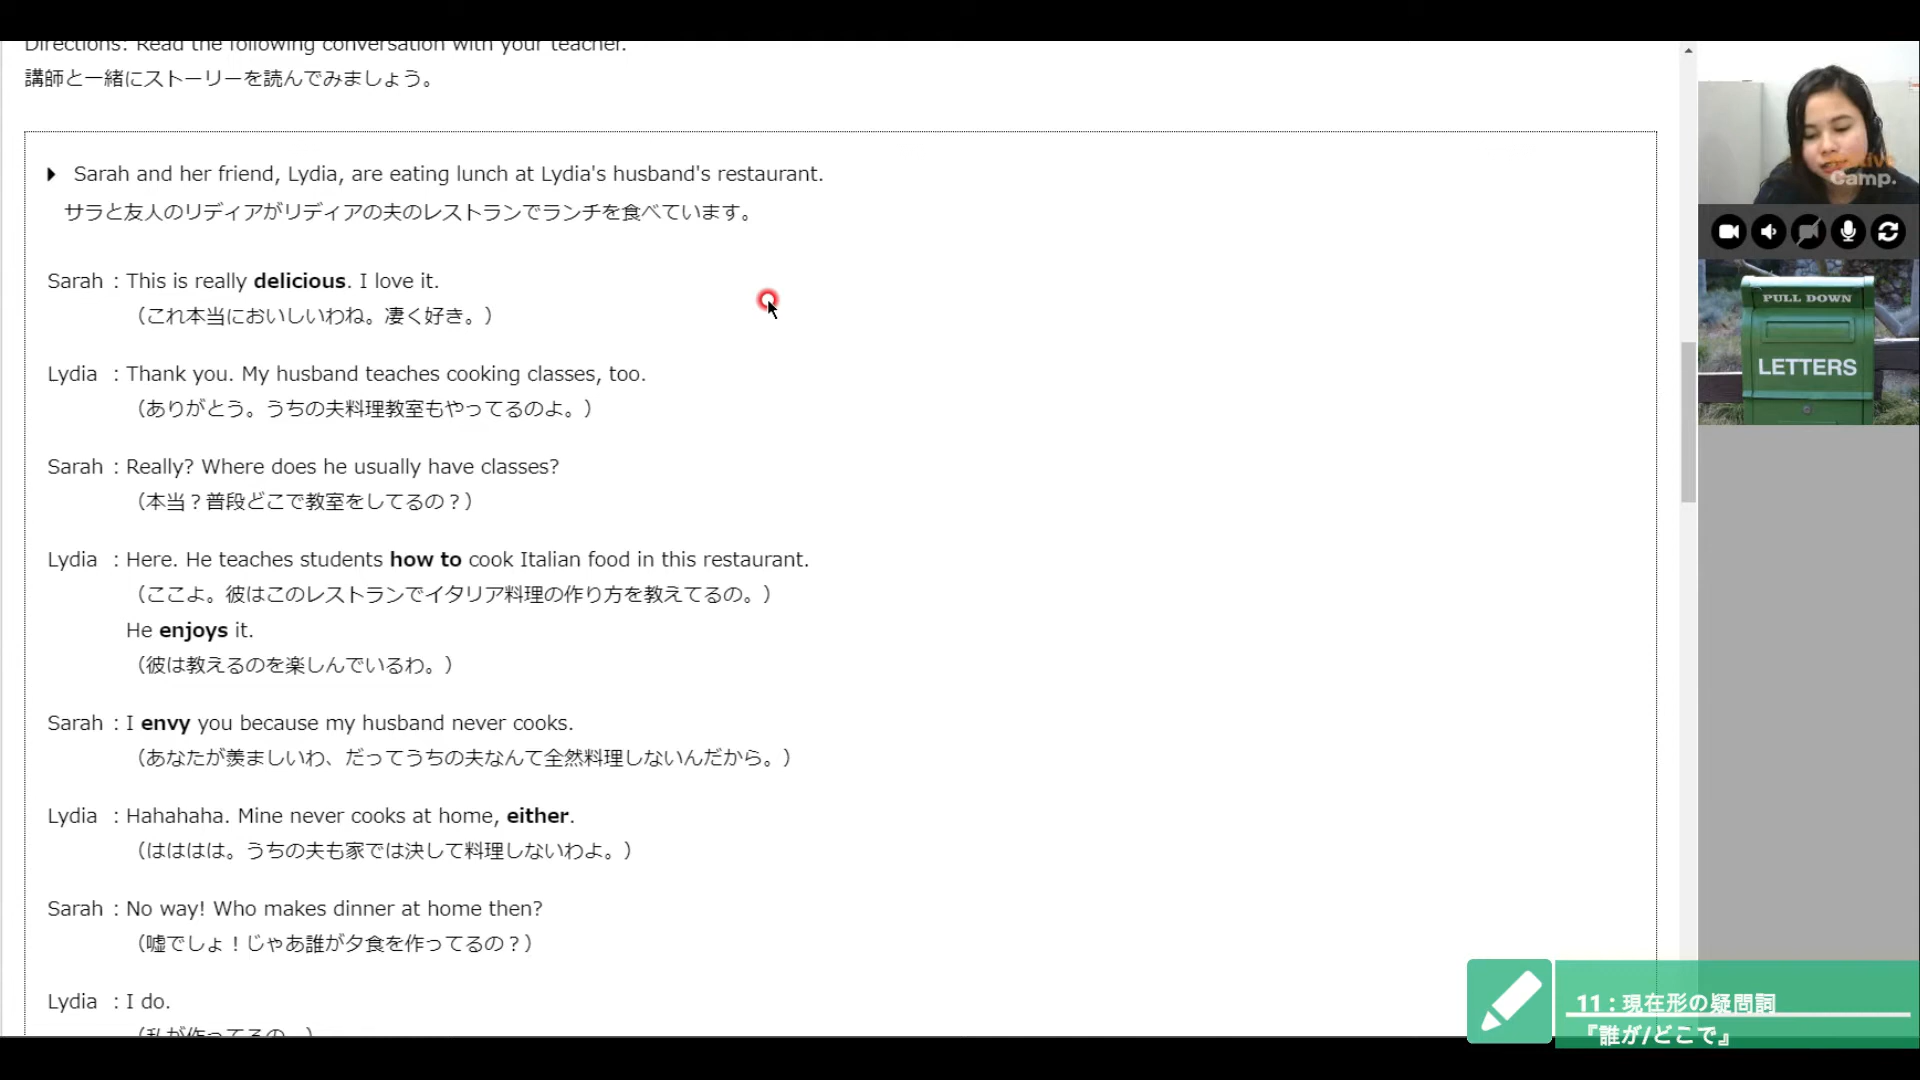 Directions: Read the following conversation with your teacher.
講師と一緒にストーリーを読んでみましょう。
Sarah and her friend, Lydia, are eating lunch at Lydia's husband's restaurant.
サラと友人のリディアがリディアの夫のレストランでランチを食べています。
Sarah : This is really delicious. I love it.
（これ本当においしいわね。凄く好き。）
Lydia : Thank you. My husband teaches cooking classes, too.
（ありがとう。うちの夫料理教室もやってるのよ。）
Sarah : Really? Where does he usually have classes?
（本当？普段どこで教室をしてるの？）
Lydia : Here. He teaches students how to cook Italian food in this restaurant.
（ここよ。彼はこのレストランでイタリア料理の作り方を教えてるの。）
He enjoys it.
（彼は教えるのを楽しんでいるわ。）
Sarah : I envy you because my husband never cooks.
（あなたが羨ましいわ、だってうちの夫なんて全然料理しないんだから。）
Lydia : Hahahaha. Mine never cooks at home, either.
（はははは。うちの夫も家では決して料理しないわよ。）
Sarah : No way! Who makes dinner at home then?
（嘘でしょ！じゃあ誰が夕食を作ってるの？）
Lydia : I do.
（私が作ってるの。）
Camp.
PULL DOWN
LETTERS
11：現在形の疑問詞
『誰が/どこで』